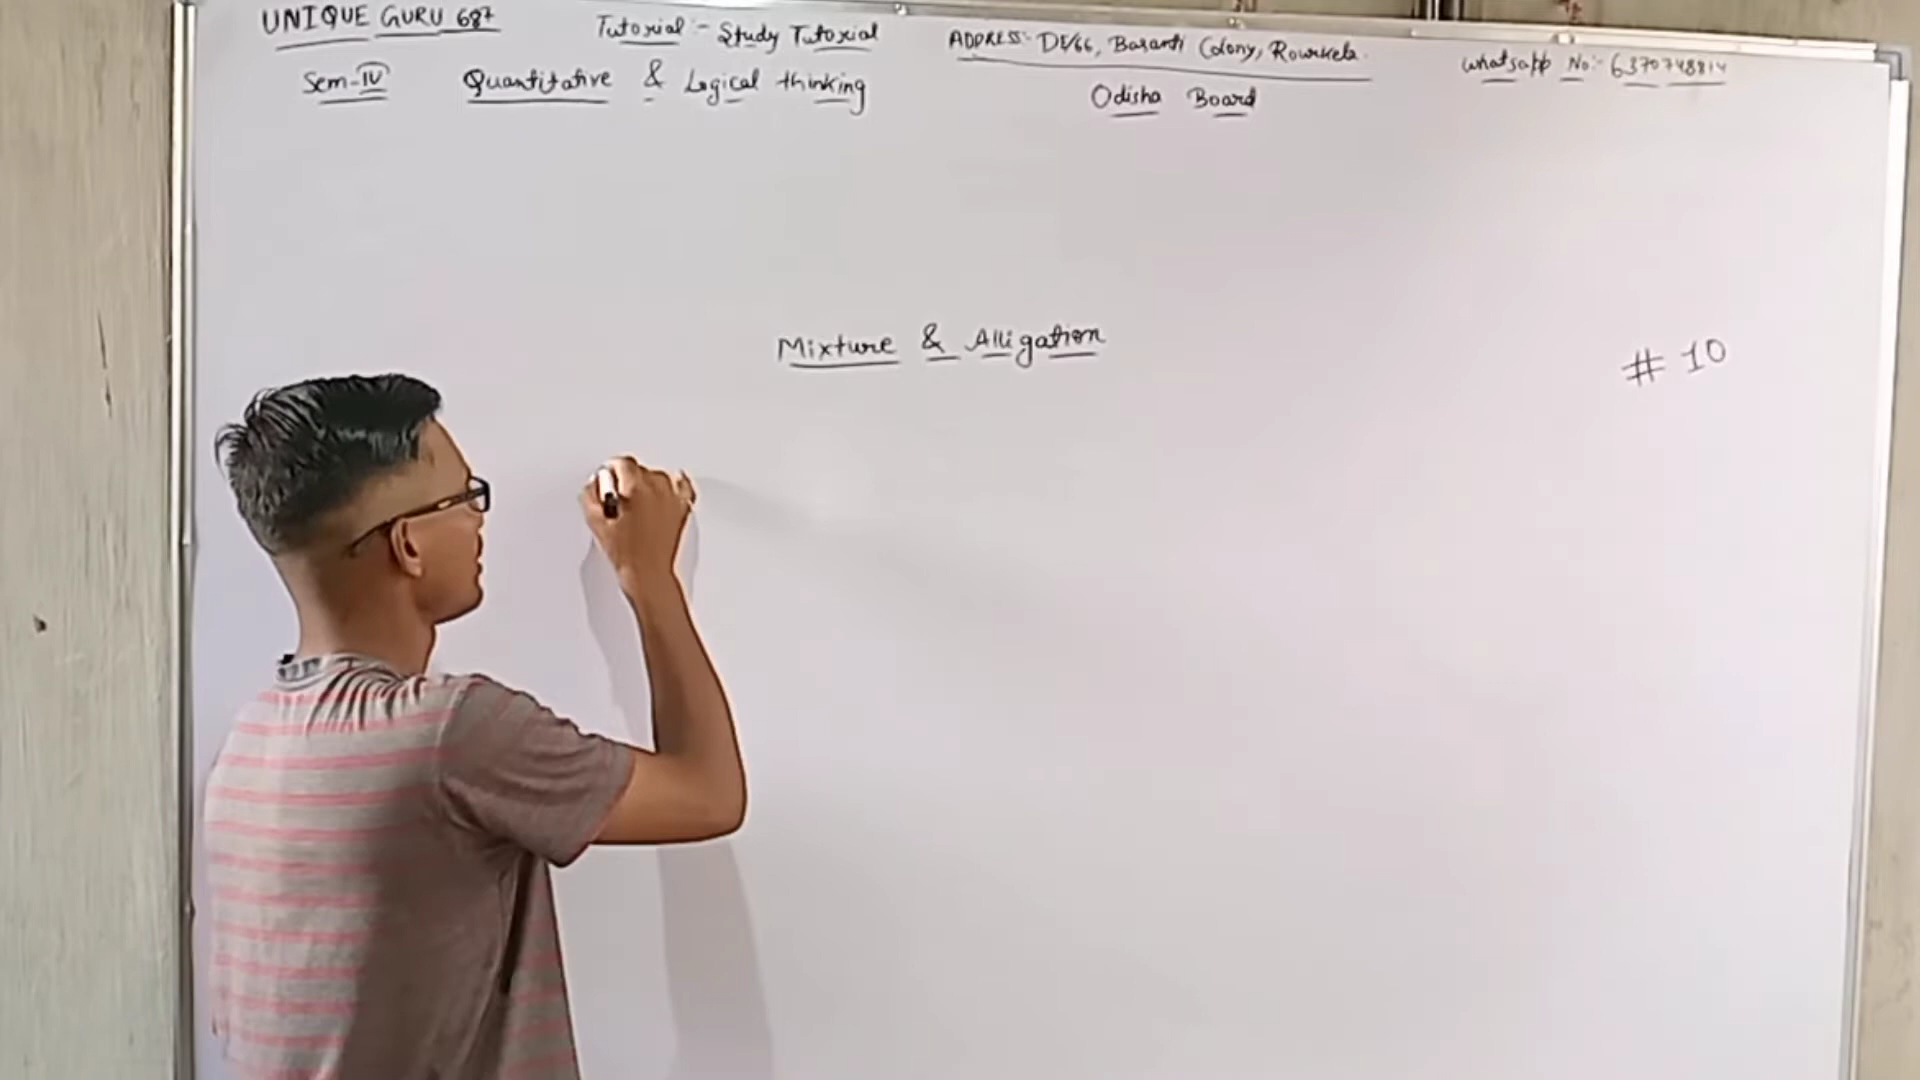 UNIQUE GURU 687 Tutorial:- Study Tutorial ADDRESS:- DE/66, Basanti Colony, Rourkela. Whatsapp No:- 6370748814
Sem-IV Quantitative & Logical thinking Odisha Board
Mixture & Alligation
# 10